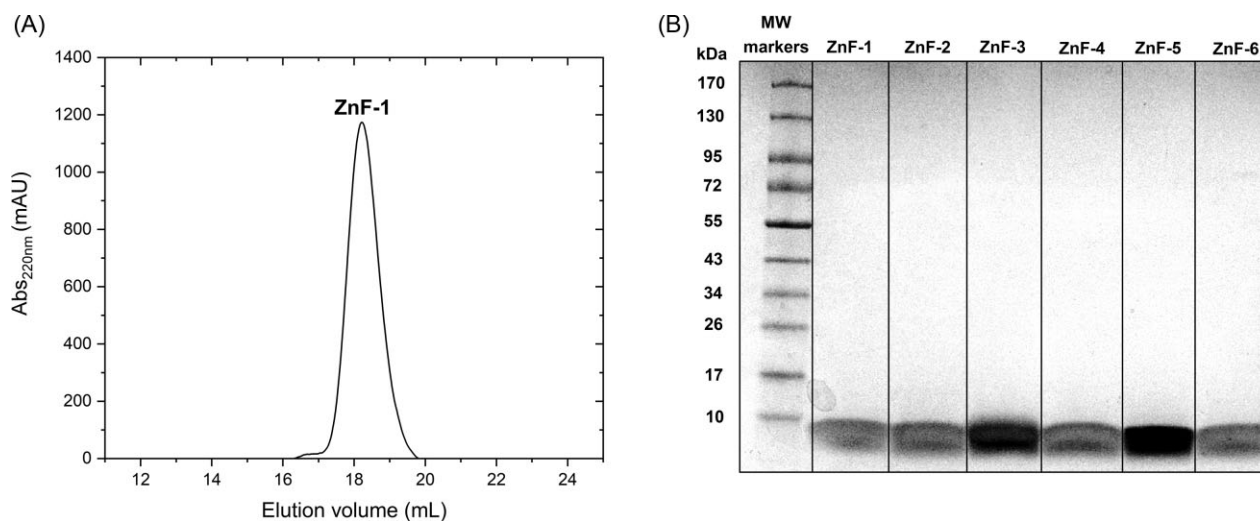 (A)
1400
1200
1000
800
600
400
200
0
Abs220nm (mAU)
ZnF-1
12 14 16 18 20 22 24
Elution volume (mL)
(B)
MW
markers
kDa ZnF-1 ZnF-2 ZnF-3 ZnF-4 ZnF-5 ZnF-6
170
130
95
72
55
43
34
26
17
10